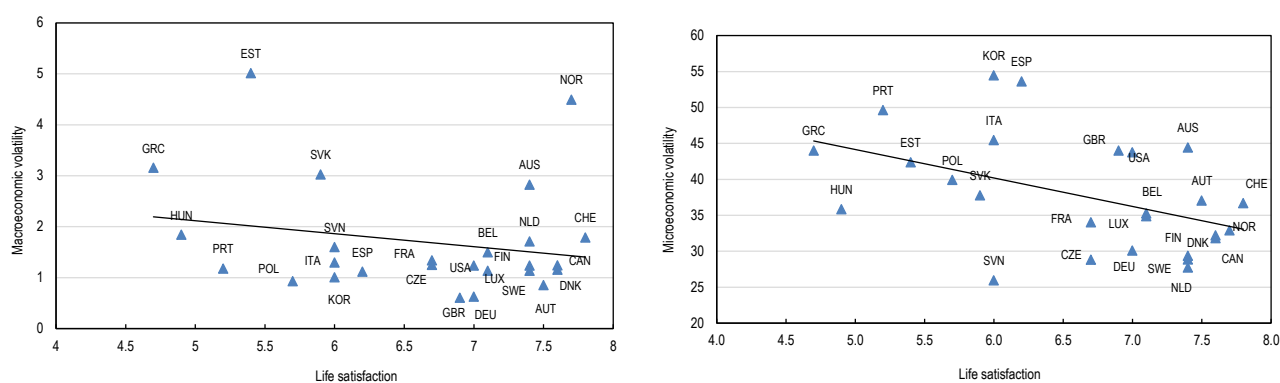 6
5
4
3
2
1
0
Macroeconomic volatility
EST
NOR
GRC
SVK
AUS
HUN
PRT
POL
SVN
ITA
KOR
ESP
FRA
CZE
USA
GBR
DEU
BEL
FIN
LUX
SWE
NLD
CHE
CAN
DNK
AUT
4 4.5 5 5.5 6 6.5 7 7.5 8
Life satisfaction
60
55
50
45
40
35
30
25
20
Microeconomic volatility
KOR
ESP
PRT
GRC
ITA
GBR
USA
AUS
EST
POL
SVK
HUN
BEL
AUT
CHE
FRA
LUX
FIN
DNK
NOR
CZE
DEU
SWE
CAN
NLD
SVN
4.0 4.5 5.0 5.5 6.0 6.5 7.0 7.5 8.0
Life satisfaction